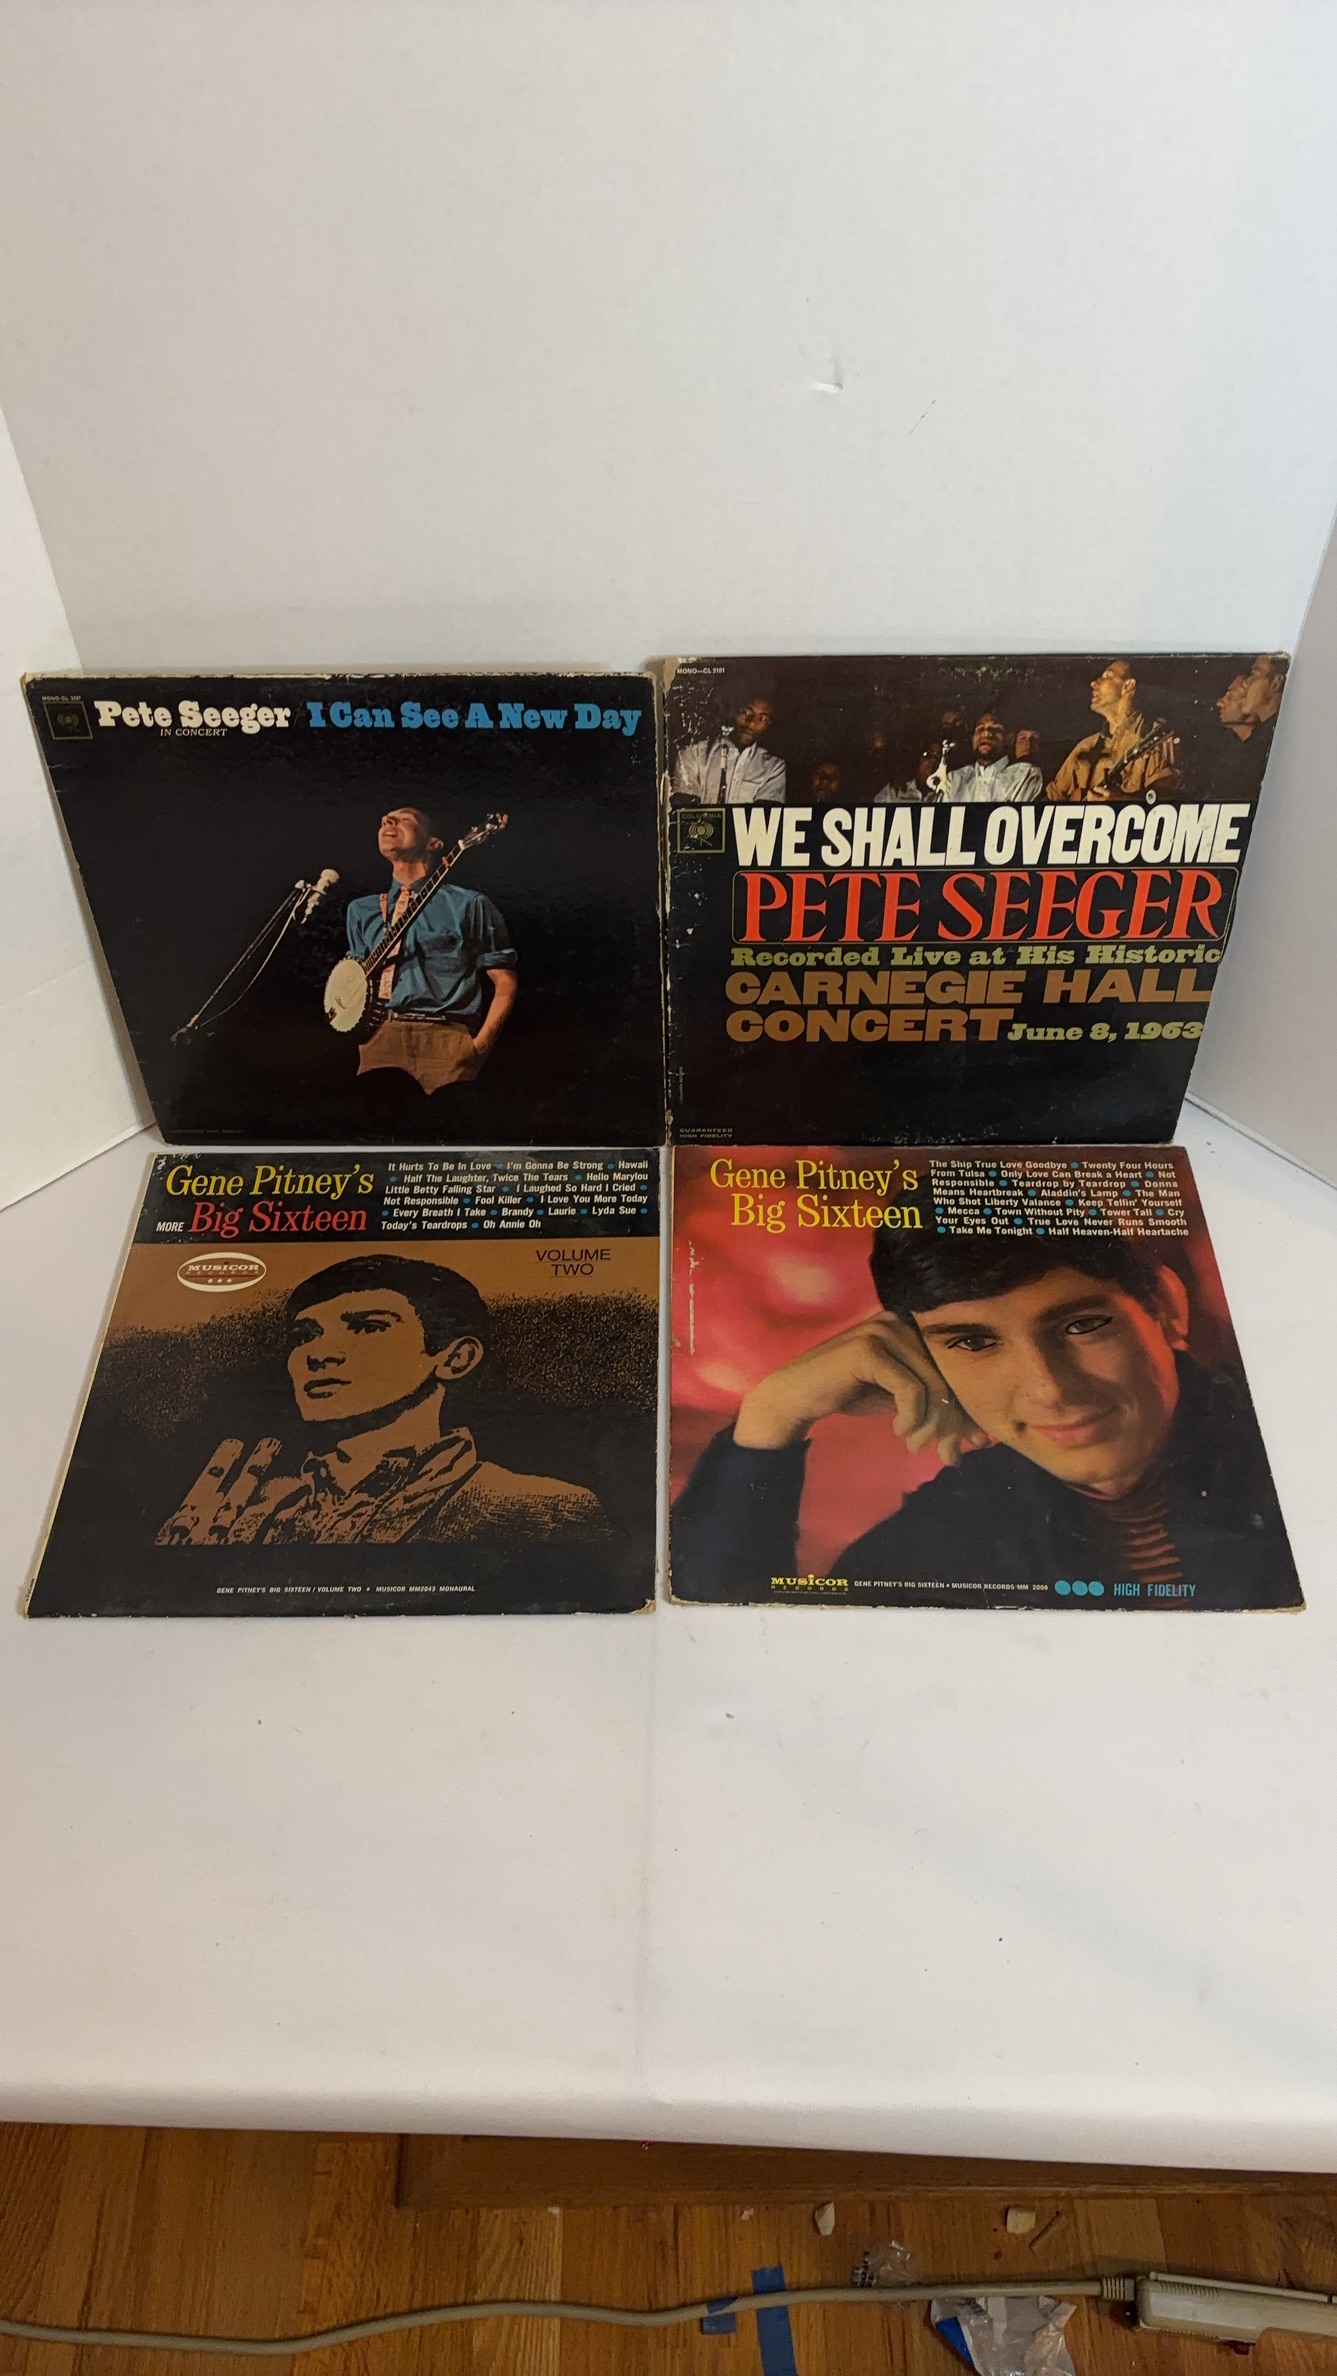 MONO-CL 2257
Pete Seeger I Can See A New Day
IN CONCERT
MONO—CL 2101
COLUMBIA
WE SHALL OVERCOME
PETE SEEGER
Recorded Live at His Historic
CARNEGIE HALL
CONCERT June 8, 1963
GUARANTEED
HIGH FIDELITY
Gene Pitney's
MORE Big Sixteen
It Hurts To Be In Love • I'm Gonna Be Strong • Hawaii
• Half The Laughter, Twice The Tears • Hello Marylou
Little Betty Falling Star • I Laughed So Hard I Cried •
Not Responsible • Fool Killer • I Love You More Today
• Every Breath I Take • Brandy • Laurie • Lyda Sue •
Today's Teardrops • Oh Annie Oh
MUSICOR
RECORDS
VOLUME
TWO
GENE PITNEY'S BIG SIXTEEN / VOLUME TWO • MUSICOR MM2043 MONAURAL
Gene Pitney's
Big Sixteen
The Ship True Love Goodbye • Twenty Four Hours
From Tulsa • Only Love Can Break a Heart • Not
Responsible • Teardrop by Teardrop • Donna
Means Heartbreak • Aladdin's Lamp • The Man
Who Shot Liberty Valance • Keep Tellin' Yourself
• Mecca • Town Without Pity • Tower Tall • Cry
Your Eyes Out • True Love Never Runs Smooth
• Take Me Tonight • Half Heaven-Half Heartache
MUSICOR
RECORDS
GENE PITNEY'S BIG SIXTEEN • MUSICOR RECORDS MM 2008
HIGH FIDELITY